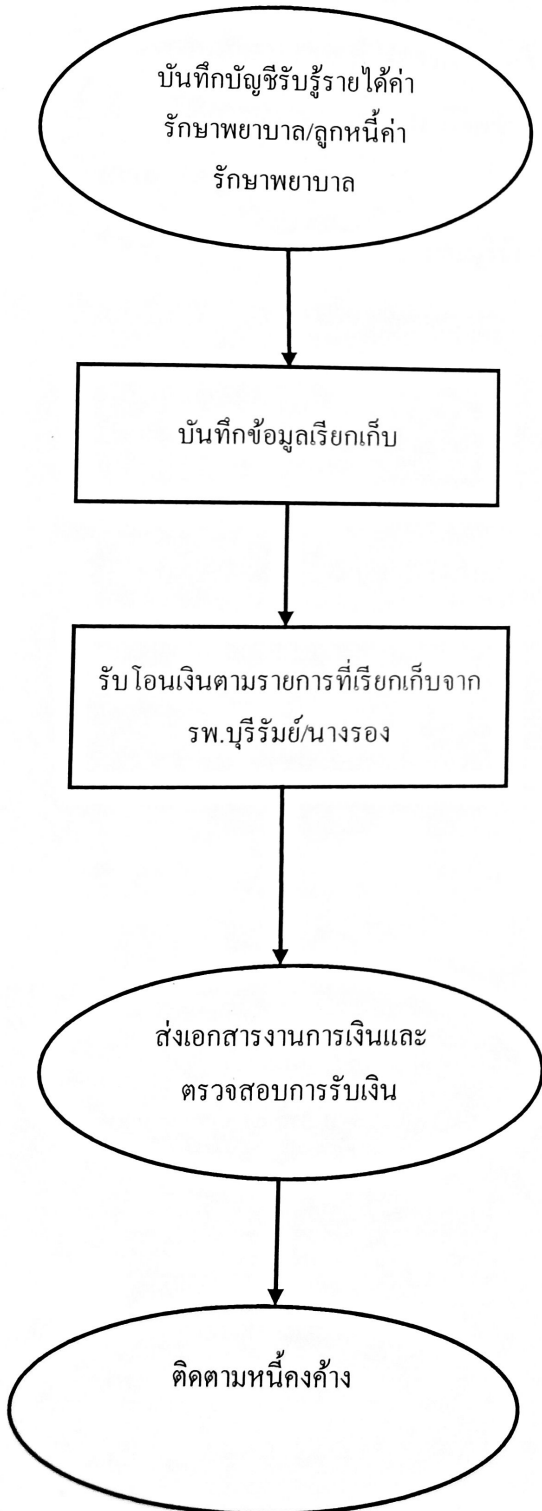 บันทึกบัญชีรับรู้รายได้ค่า
รักษาพยาบาล/ลูกหนี้ค่า
รักษาพยาบาล
บันทึกข้อมูลเรียกเก็บ
รับโอนเงินตามรายการที่เรียกเก็บจาก
รพ.บุรีรัมย์/นางรอง
ส่งเอกสารงานการเงินและ
ตรวจสอบการรับเงิน
ติดตามหนี้คงค้าง